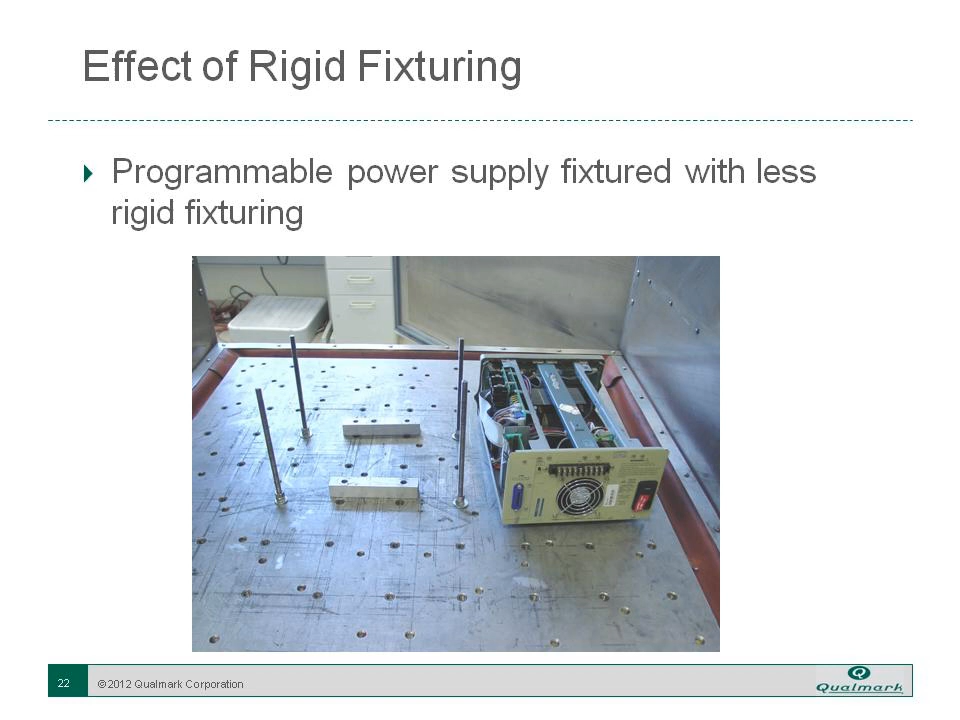 Effect of Rigid Fixturing
Programmable power supply fixtured with less
rigid fixturing
22
© 2012 Qualmark Corporation
Qualmark